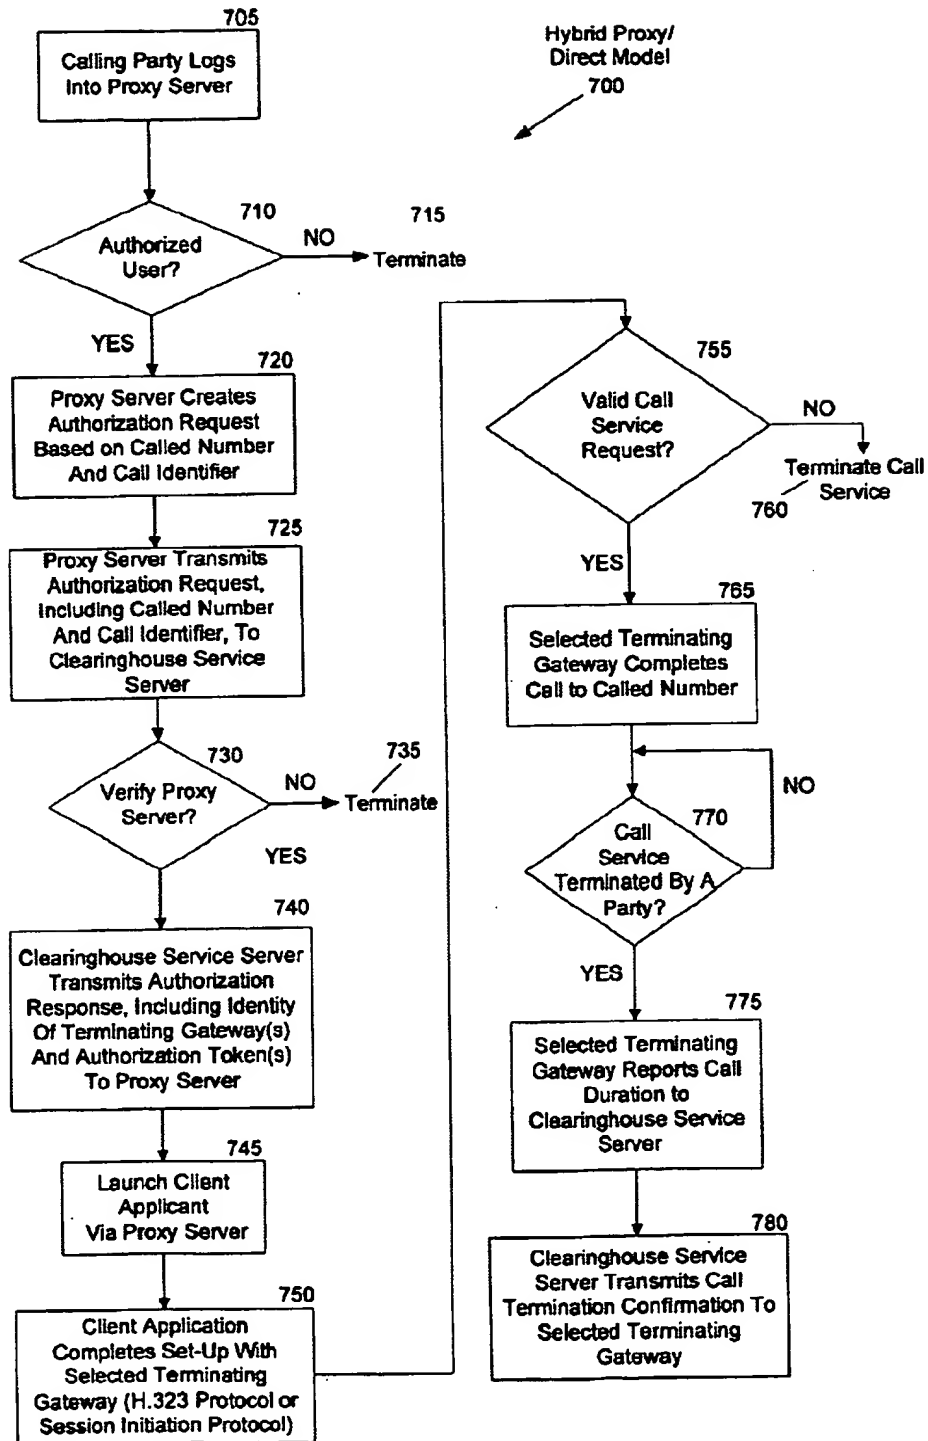 705
Calling Party Logs
Into Proxy Server
Hybrid Proxy/
Direct Model
700
710
Authorized
User?
NO
715
Terminate
YES
720
Proxy Server Creates
Authorization Request
Based on Called Number
And Call Identifier
725
Proxy Server Transmits
Authorization Request,
Including Called Number
And Call Identifier, To
Clearinghouse Service
Server
730
Verify Proxy
Server?
NO
735
Terminate
YES
740
Clearinghouse Service Server
Transmits Authorization
Response, Including Identity
Of Terminating Gateway(s)
And Authorization Token(s)
To Proxy Server
745
Launch Client
Applicant
Via Proxy Server
750
Client Application
Completes Set-Up With
Selected Terminating
Gateway (H.323 Protocol or
Session Initiation Protocol)
755
Valid Call
Service
Request?
NO
Terminate Call
Service
760
YES
765
Selected Terminating
Gateway Completes
Call to Called Number
NO
770
Call
Service
Terminated By A
Party?
YES
775
Selected Terminating
Gateway Reports Call
Duration to
Clearinghouse Service
Server
780
Clearinghouse Service
Server Transmits Call
Termination Confirmation To
Selected Terminating
Gateway